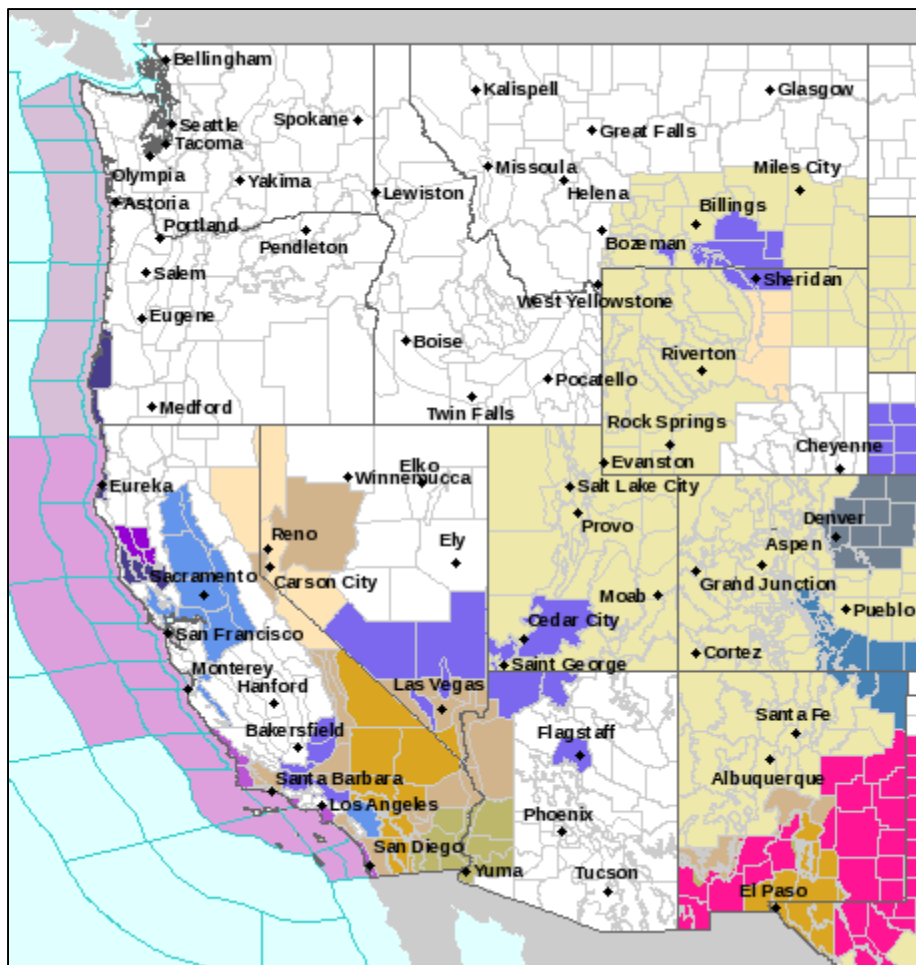 Bellingham
Kalispell
Glasgow
Seattle
Spokane
Great Falls
Tacoma
Missoula
Miles City
Olympia
Yakima
Lewiston
Helena
Astoria
Billings
Portland
Pendleton
Bozeman
Salem
Sheridan
West Yellowstone
Eugene
Boise
Riverton
Pocatello
Medford
Twin Falls
Rock Springs
Cheyenne
Elko
Evanston
Eureka
Winnemucca
Salt Lake City
Provo
Denver
Reno
Ely
Aspen
Sacramento
Carson City
Grand Junction
Moab
Pueblo
Cedar City
San Francisco
Cortez
Saint George
Monterey
Hanford
Las Vegas
Santa Fe
Bakersfield
Flagstaff
Albuquerque
Santa Barbara
Los Angeles
Phoenix
San Diego
Yuma
Tucson
El Paso